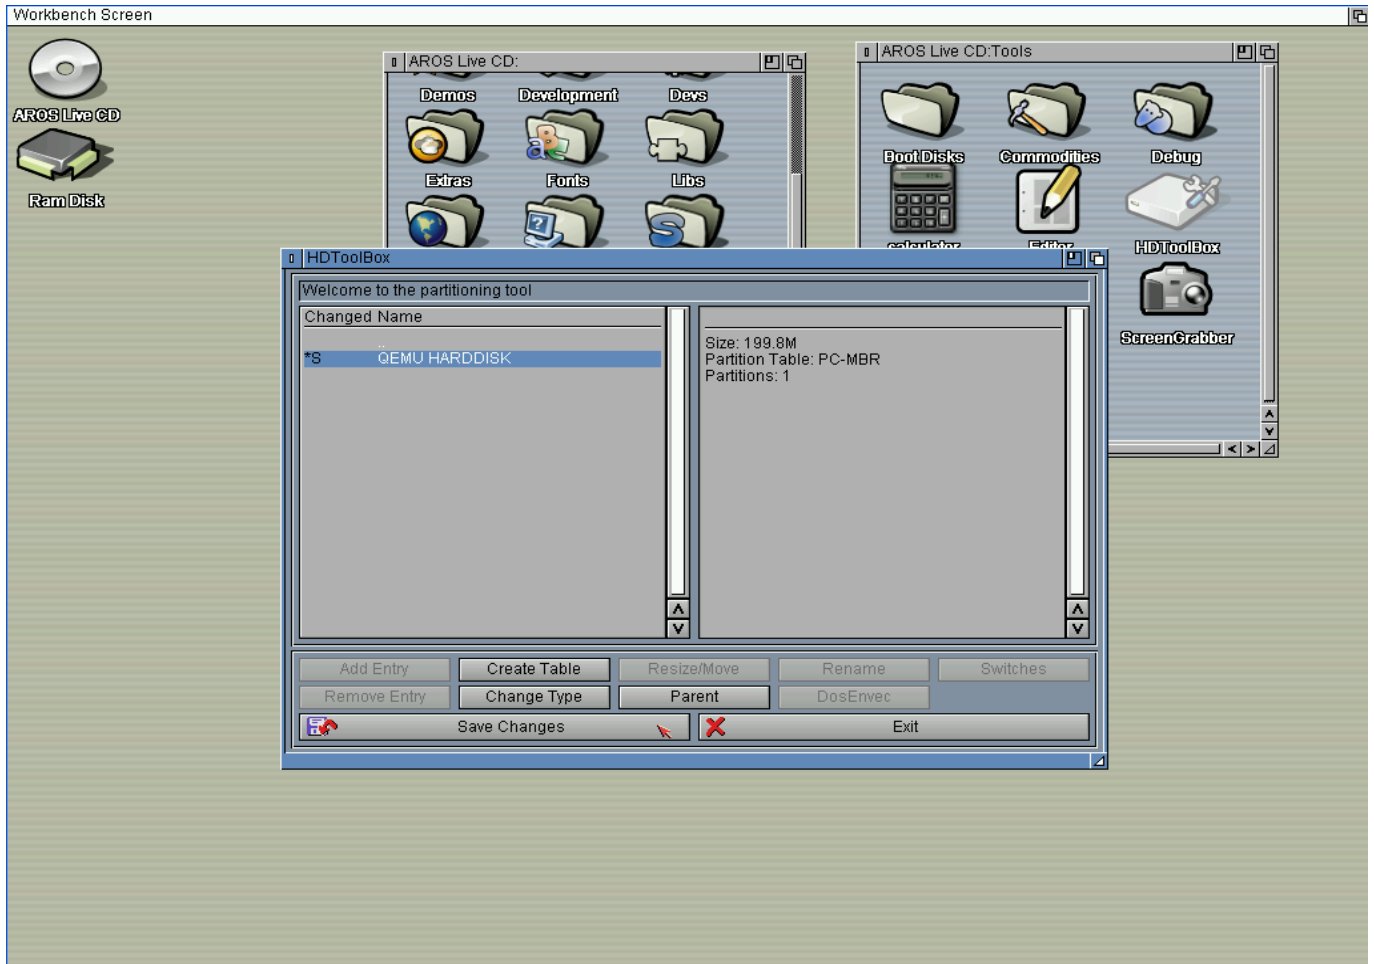 Workbench Screen
AROS Live CD
Ram Disk
AROS Live CD:
Demos Development Devs
Extras Fonts Libs
AROS Live CD:Tools
Boot Disks Commodities Debug
calculator Editor HDToolBox
ScreenGrabber
HDToolBox
Welcome to the partitioning tool
Changed Name
..
*S QEMU HARDDISK
Size: 199.8M
Partition Table: PC-MBR
Partitions: 1
Add Entry Create Table Resize/Move Rename Switches
Remove Entry Change Type Parent DosEnvec
Save Changes Exit